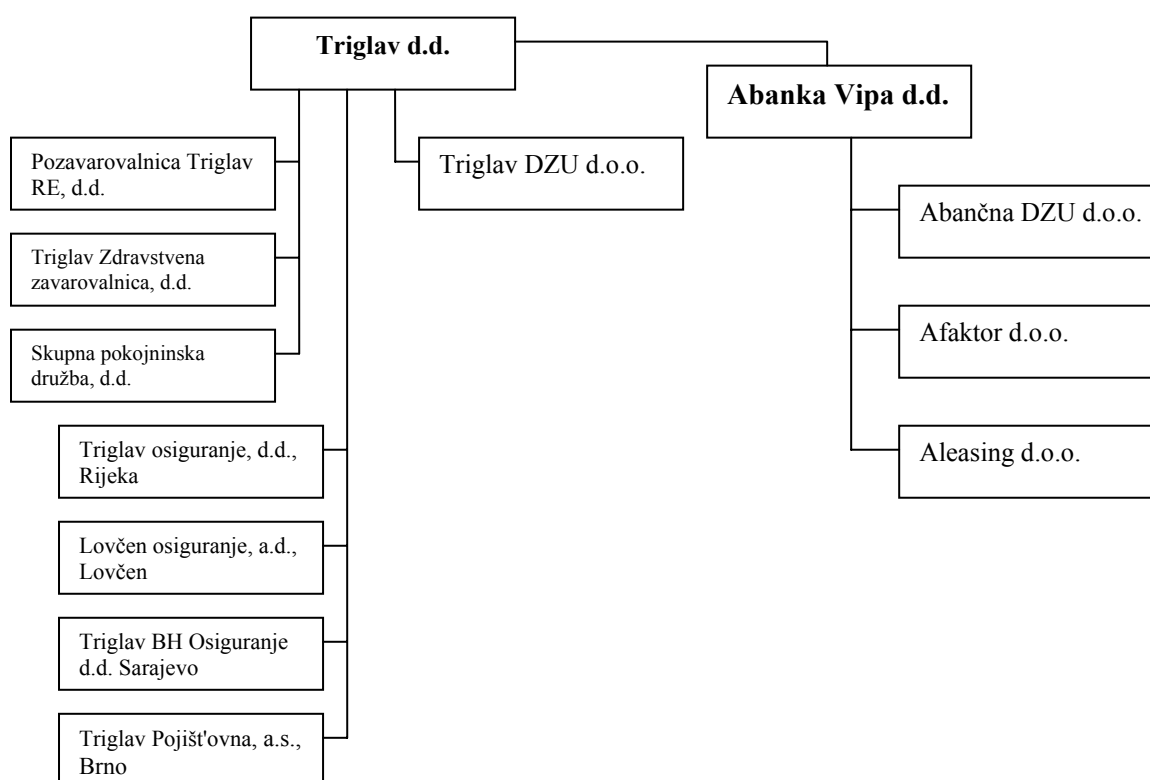 Triglav d.d.
Abanka Vipa d.d.
Pozavarovalnica Triglav
RE, d.d.
Triglav DZU d.o.o.
Abančna DZU d.o.o.
Triglav Zdravstvena
zavarovalnica, d.d.
Afaktor d.o.o.
Skupna pokojninska
družba, d.d.
Triglav osiguranje, d.d.,
Rijeka
Aleasing d.o.o.
Lovčen osiguranje, a.d.,
Lovčen
Triglav BH Osiguranje
d.d. Sarajevo
Triglav Pojišt'ovna, a.s.,
Brno